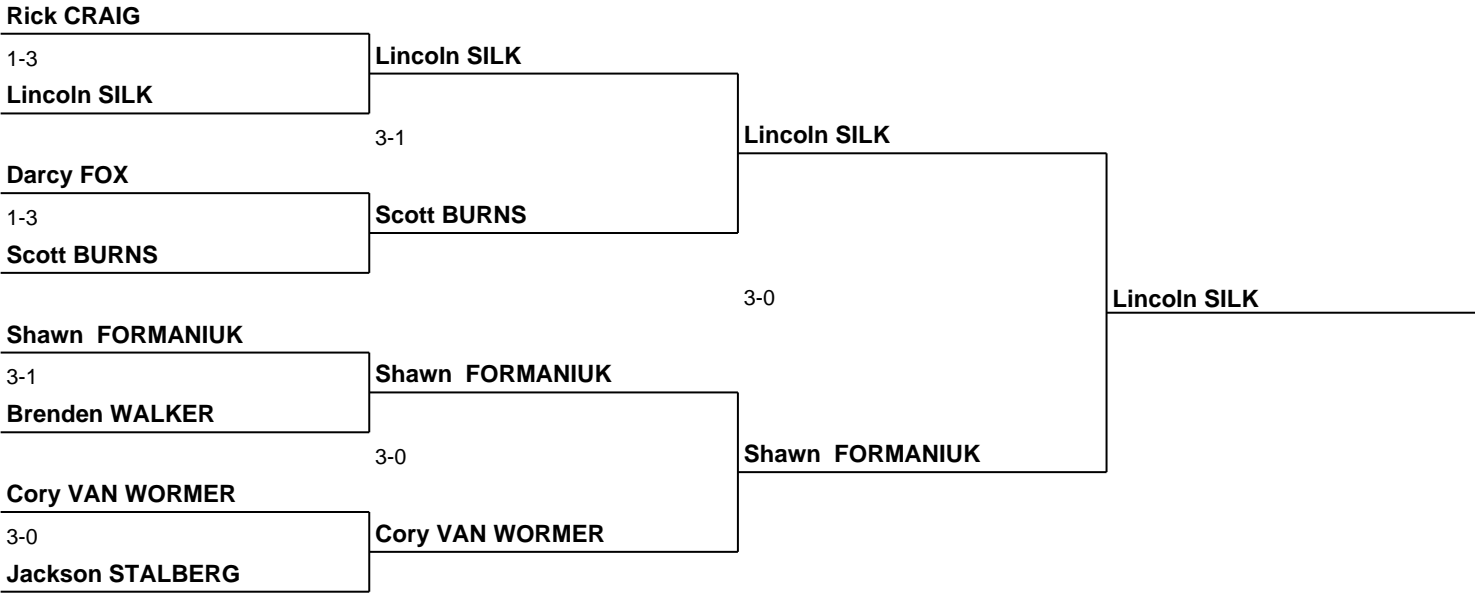 Rick CRAIG
1-3
Lincoln SILK
Lincoln SILK
3-1
Lincoln SILK
Darcy FOX
1-3
Scott BURNS
Scott BURNS
3-0
Lincoln SILK
Shawn  FORMANIUK
3-1
Shawn  FORMANIUK
Brenden WALKER
3-0
Shawn  FORMANIUK
Cory VAN WORMER
3-0
Cory VAN WORMER
Jackson STALBERG